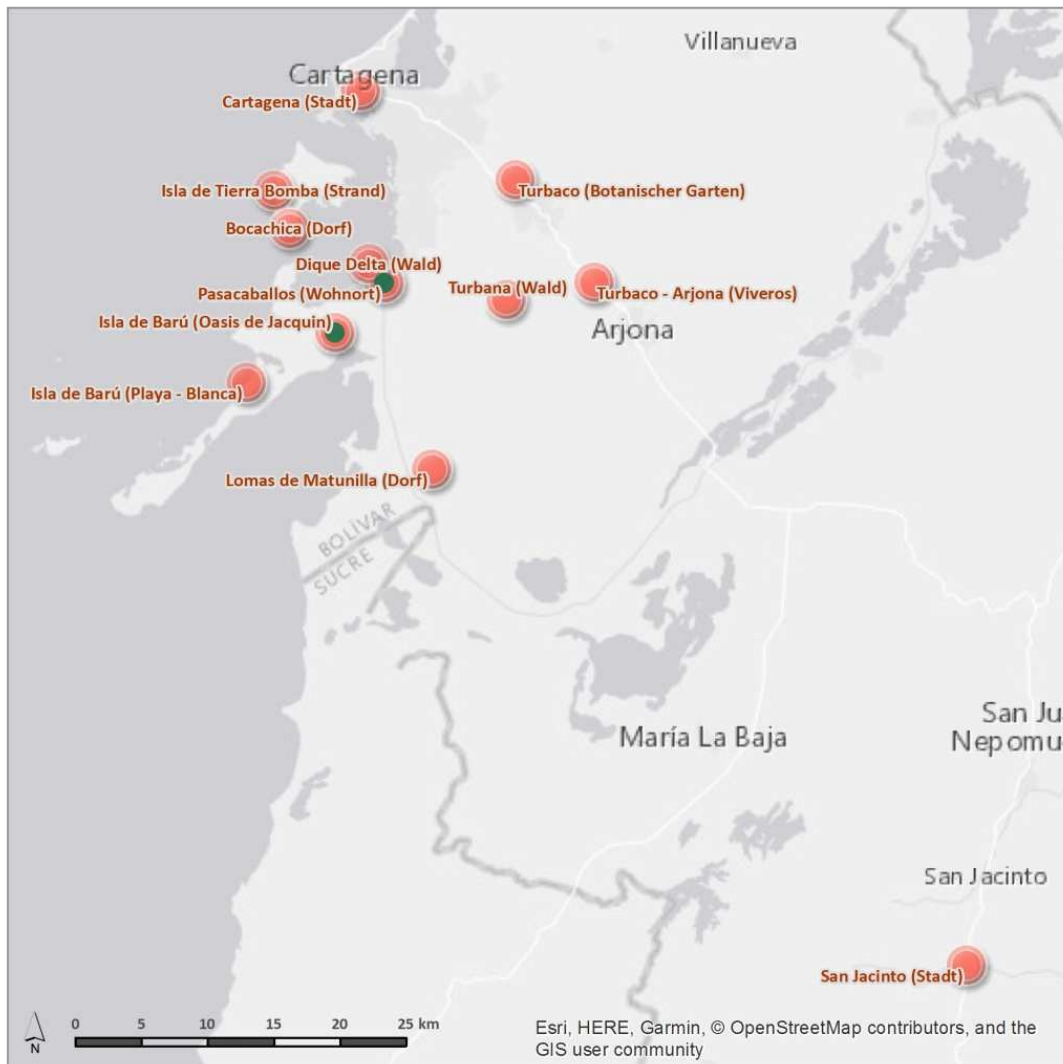 Villanueva
Cartagena
Cartagena (Stadt)
Isla de Tierra Bomba (Strand)
Turbaco (Botanischer Garten)
Bocachica (Dorf)
Dique Delta (Wald)
Pasacaballos (Wohnort)
Turbana (Wald)
Turbaco - Arjona (Viveros)
Isla de Barú (Oasis de Jacquin)
Arjona
Isla de Barú (Playa - Blanca)
Lomas de Matunilla (Dorf)
BOLÍVAR
SUCRE
San Ju
Nepomu
María La Baja
San Jacinto
San Jacinto (Stadt)
N
0 5 10 15 20 25 km
Esri, HERE, Garmin, © OpenStreetMap contributors, and the
GIS user community